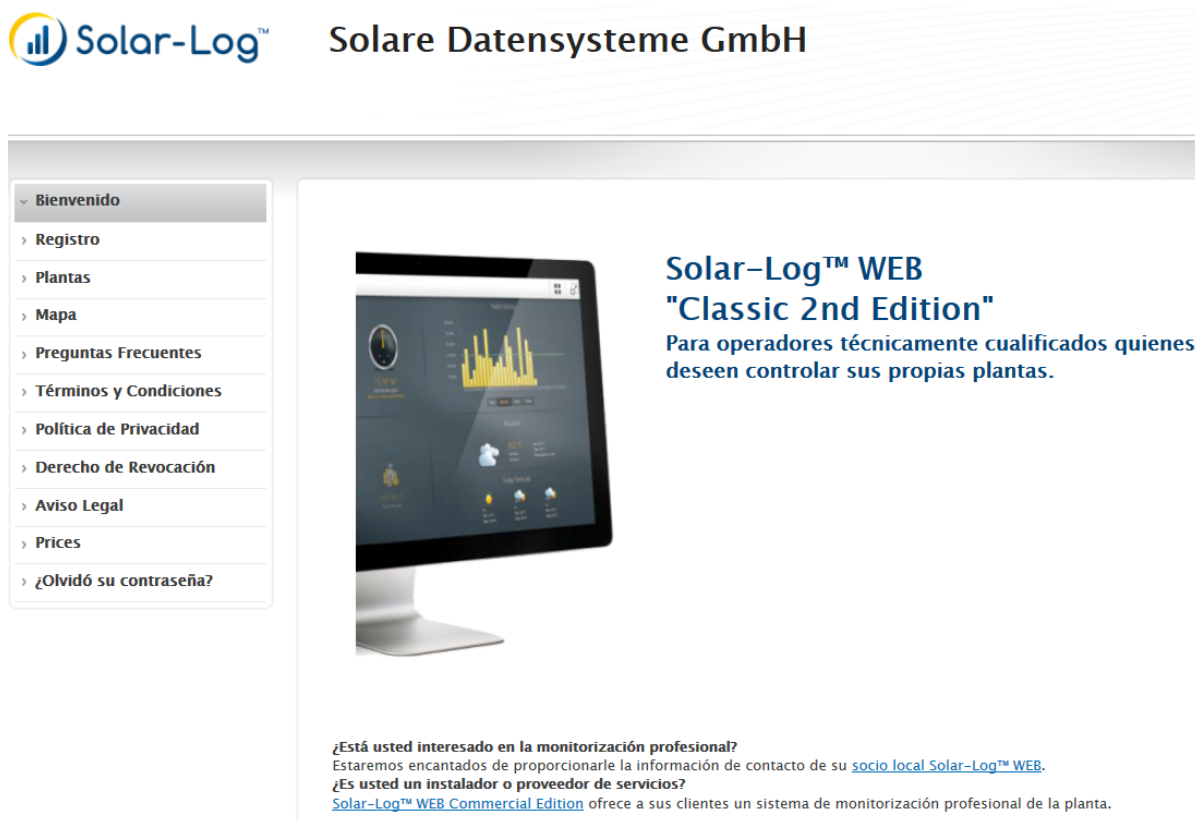 Solar-Log™
Solare Datensysteme GmbH
Bienvenido
Registro
Plantas
Mapa
Preguntas Frecuentes
Términos y Condiciones
Política de Privacidad
Derecho de Revocación
Aviso Legal
Prices
¿Olvidó su contraseña?
Solar-Log™ WEB
"Classic 2nd Edition"
Para operadores técnicamente cualificados quienes
deseen controlar sus propias plantas.
¿Está usted interesado en la monitorización profesional?
Estaremos encantados de proporcionarle la información de contacto de su socio local Solar-Log™ WEB.
¿Es usted un instalador o proveedor de servicios?
Solar-Log™ WEB Commercial Edition ofrece a sus clientes un sistema de monitorización profesional de la planta.